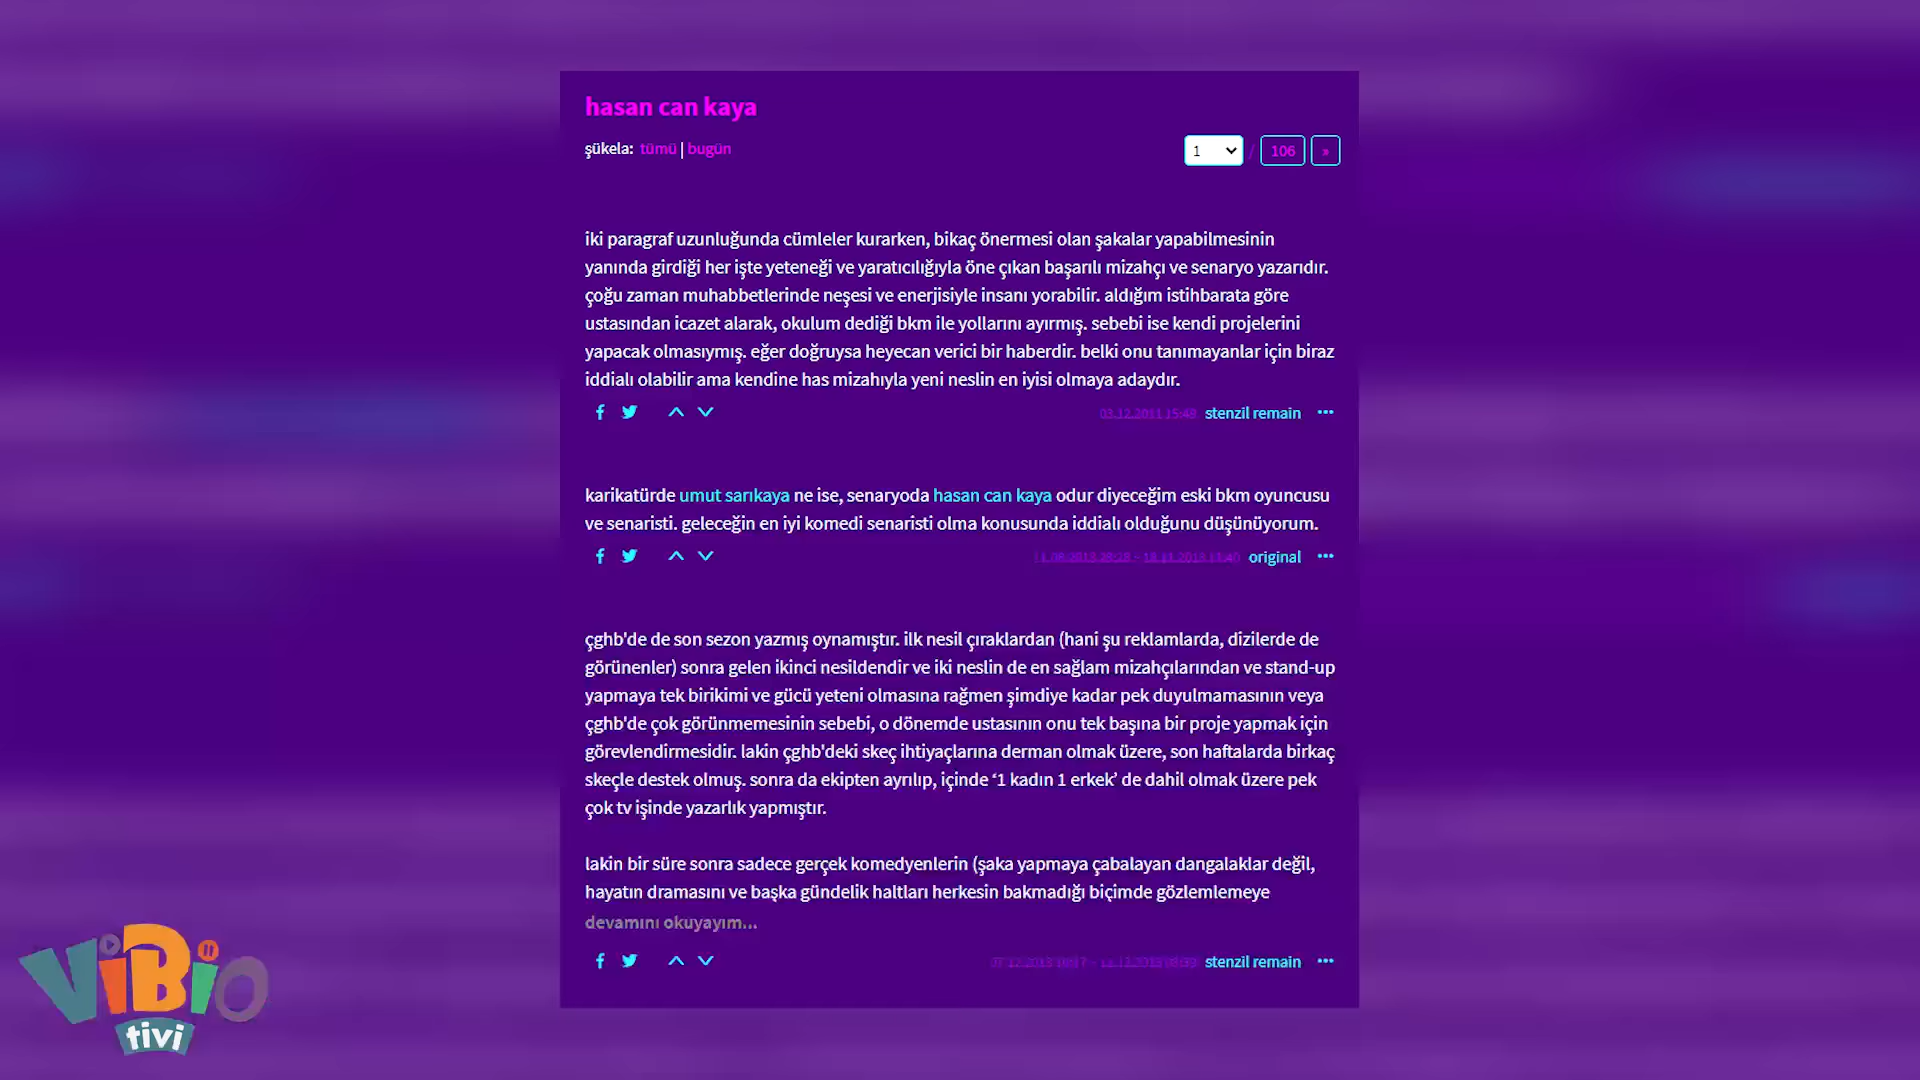 hasan can kaya
şükela: tümü | bugün
1 / 106 »
iki paragraf uzunluğunda cümleler kurarken, bikaç önermesi olan şakalar yapabilmesinin
yanında girdiği her işte yeteneği ve yaratıcılığıyla öne çıkan başarılı mizahçı ve senaryo yazarıdır.
çoğu zaman muhabbetlerinde neşesi ve enerjisiyle insanı yorabilir. aldığım istihbarata göre
ustasından icazet alarak, okulum dediği bkm ile yollarını ayırmış. sebebi ise kendi projelerini
yapacak olmasıymış. eğer doğruysa heyecan verici bir haberdir. belki onu tanımayanlar için biraz
iddialı olabilir ama kendine has mizahıyla yeni neslin en iyisi olmaya adaydır.
03.12.2011 15:49 stenzil remain
karikatürde umut sarıkaya ne ise, senaryoda hasan can kaya odur diyeceğim eski bkm oyuncusu
ve senaristi. geleceğin en iyi komedi senaristi olma konusunda iddialı olduğunu düşünüyorum.
original
çghb'de de son sezon yazmış oynamıştır. ilk nesil çıraklardan (hani şu reklamlarda, dizilerde de
görünenler) sonra gelen ikinci nesildendir ve iki neslin de en sağlam mizahçılarından ve stand-up
yapmaya tek birikimi ve gücü yeteni olmasına rağmen şimdiye kadar pek duyulmamasının veya
çghb'de çok görünmemesinin sebebi, o dönemde ustasının onu tek başına bir proje yapmak için
görevlendirmesidir. lakin çghb'deki skeç ihtiyaçlarına derman olmak üzere, son haftalarda birkaç
skeçle destek olmuş. sonra da ekipten ayrılıp, içinde ‘1 kadın 1 erkek’ de dahil olmak üzere pek
çok tv işinde yazarlık yapmıştır.
lakin bir süre sonra sadece gerçek komedyenlerin (şaka yapmaya çabalayan dangalaklar değil,
hayatın dramasını ve başka gündelik haltları herkesin bakmadığı biçimde gözlemlemeye
devamını okuyayım...
stenzil remain
ViBiO
tivi